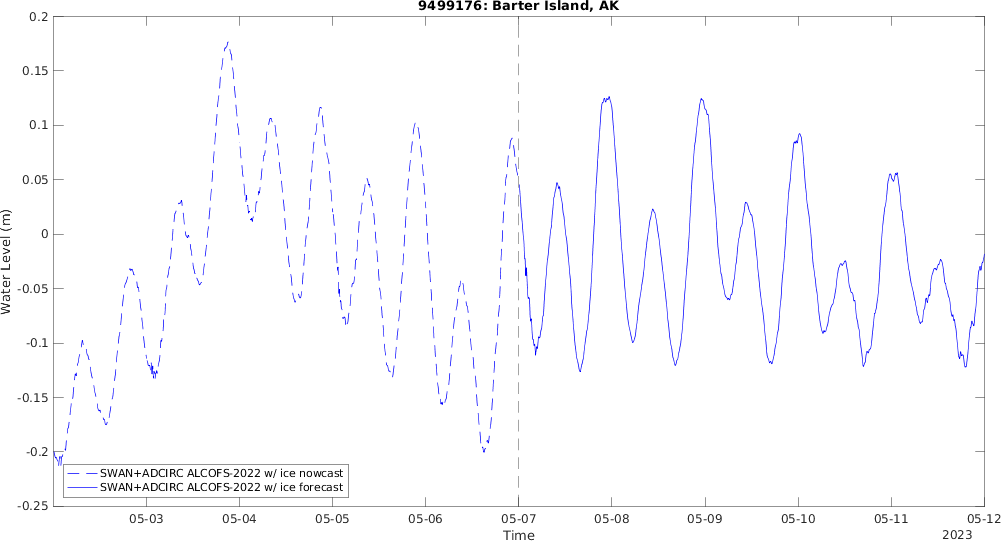 9499176: Barter Island, AK
0.2
0.15
0.1
0.05
0
-0.05
-0.1
-0.15
-0.2
-0.25
Water Level (m)
SWAN+ADCIRC ALCOFS-2022 w/ ice nowcast
SWAN+ADCIRC ALCOFS-2022 w/ ice forecast
05-03 05-04 05-05 05-06 05-07 05-08 05-09 05-10 05-11 05-12
Time
2023